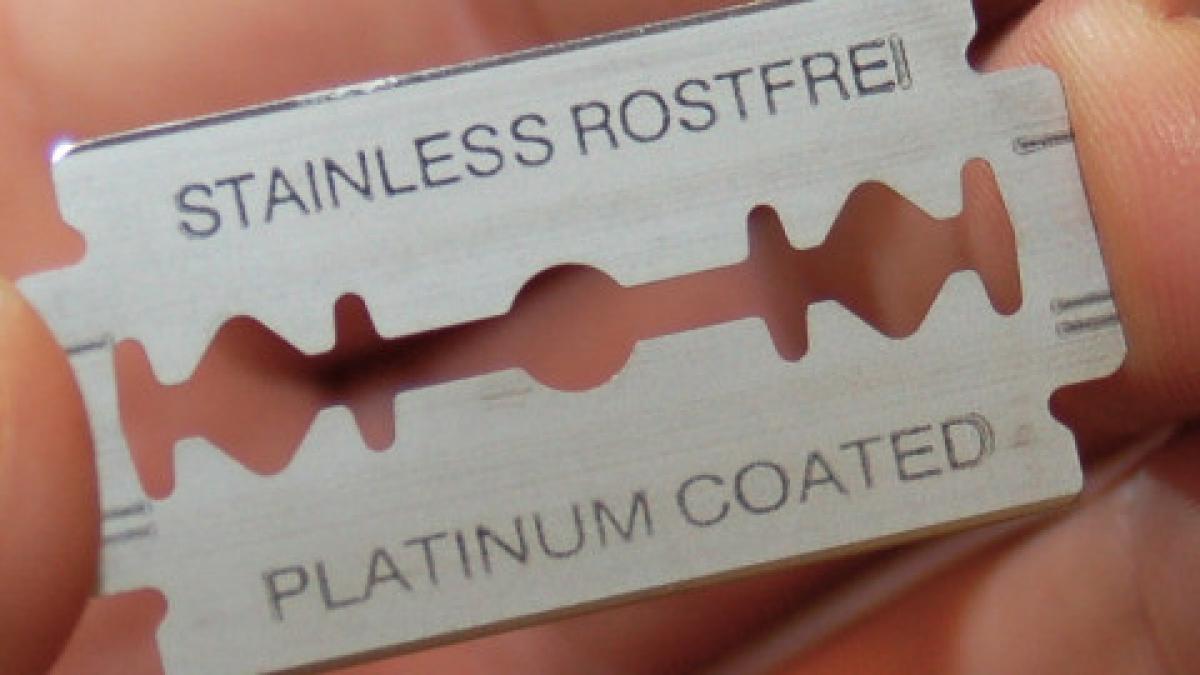 STAINLESS ROSTFREI
PLATINUM COATED